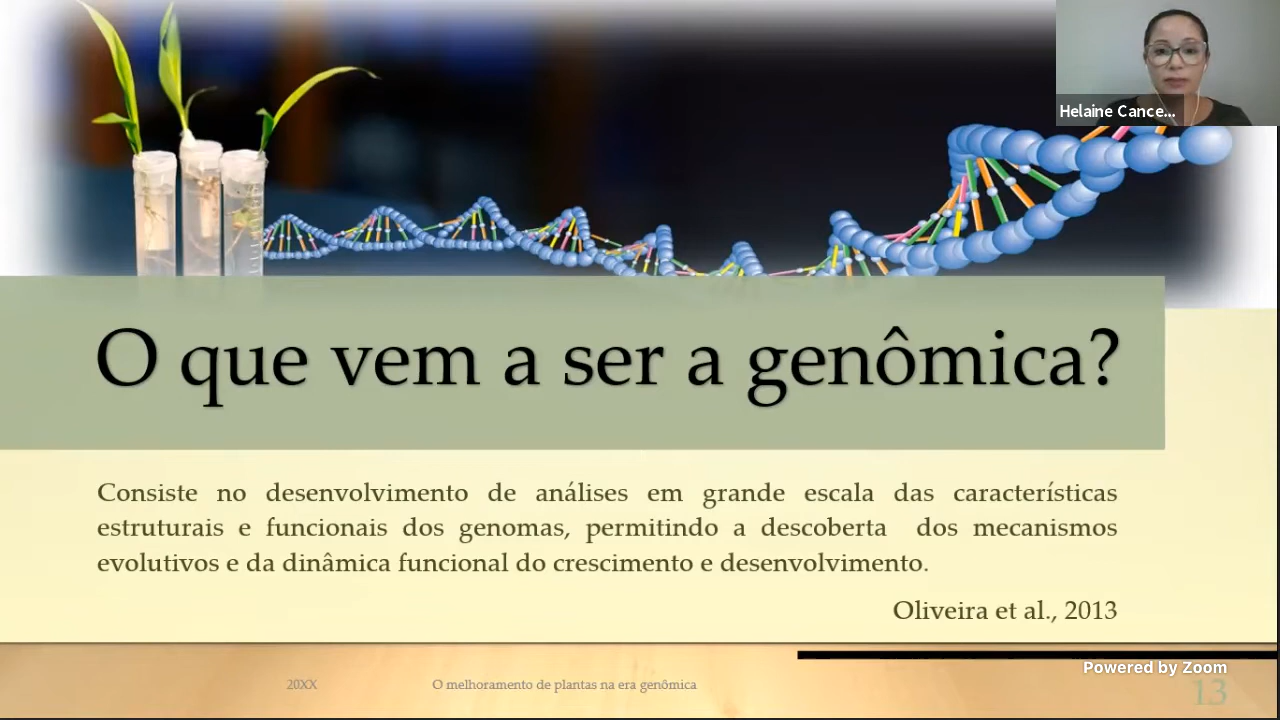 Helaine Cance...
O que vem a ser a genômica?
Consiste no desenvolvimento de análises em grande escala das características
estruturais e funcionais dos genomas, permitindo a descoberta dos mecanismos
evolutivos e da dinâmica funcional do crescimento e desenvolvimento.
Oliveira et al., 2013
Powered by Zoom
20XX
O melhoramento de plantas na era genômica
13